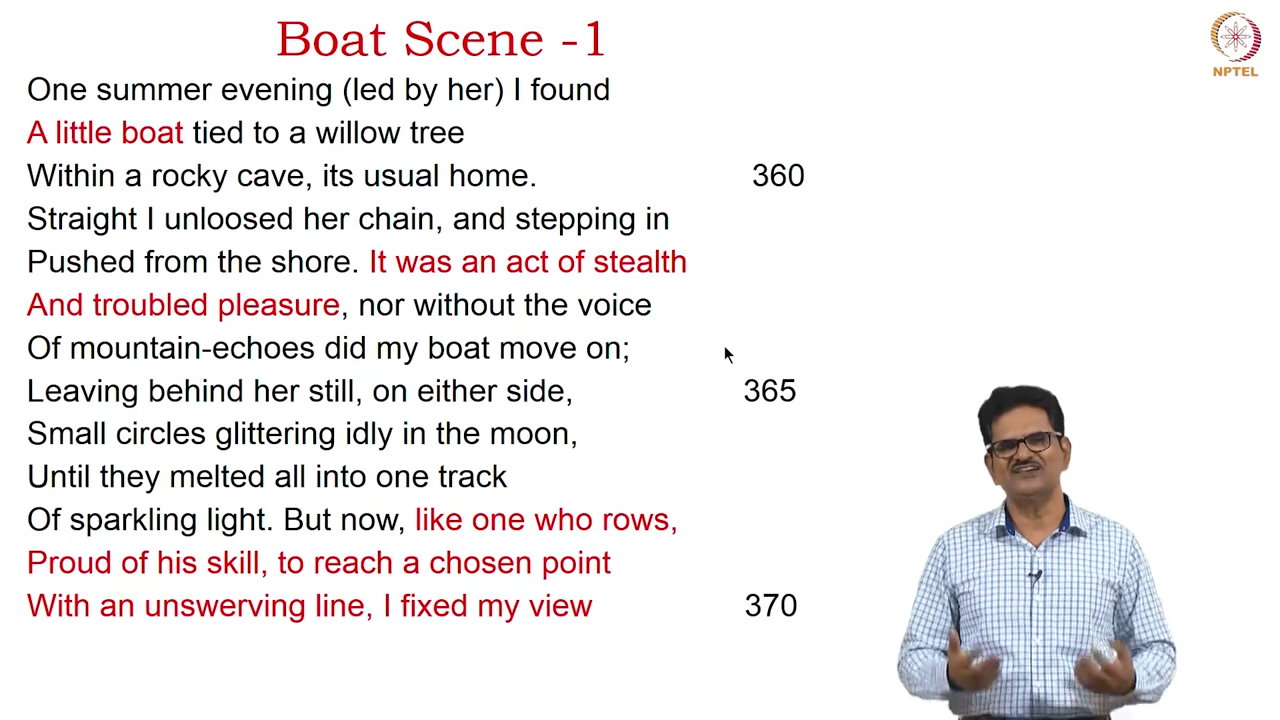 Boat Scene -1
NPTEL
One summer evening (led by her) I found
A little boat tied to a willow tree
Within a rocky cave, its usual home. 360
Straight I unloosed her chain, and stepping in
Pushed from the shore. It was an act of stealth
And troubled pleasure, nor without the voice
Of mountain-echoes did my boat move on;
Leaving behind her still, on either side, 365
Small circles glittering idly in the moon,
Until they melted all into one track
Of sparkling light. But now, like one who rows,
Proud of his skill, to reach a chosen point
With an unswerving line, I fixed my view 370